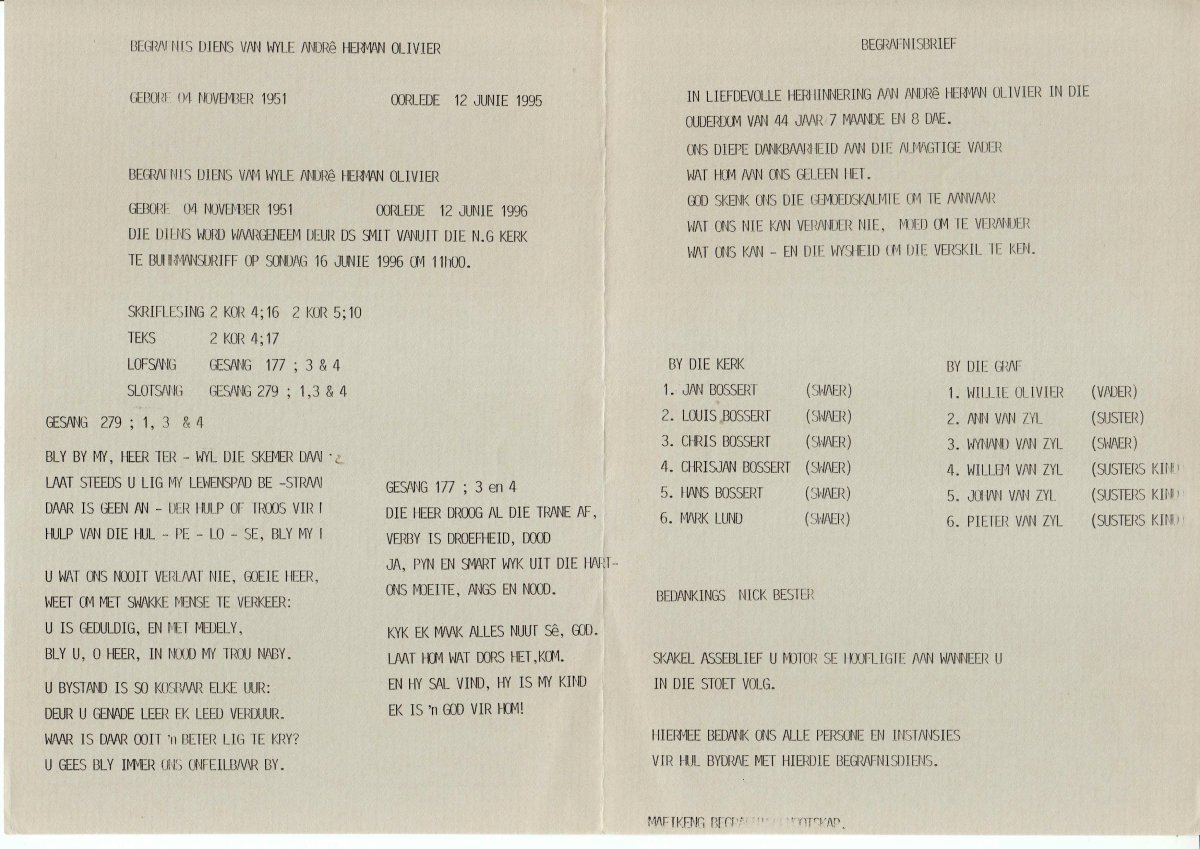 BEGRAFNIS DIENS VAN WYLE ANDRê HERMAN OLIVIER
GEBORE 04 NOVEMBER 1951 OORLEDE 12 JUNIE 1995
BEGRAFNIS DIENS VAM WYLE ANDRê HERMAN OLIVIER
GEBORE 04 NOVEMBER 1951 OORLEDE 12 JUNIE 1996
DIE DIENS WORD WAARGENEEM DEUR DS SMIT VANUIT DIE N.G KERK
TE BUHRMANSDRIFF OP SONDAG 16 JUNIE 1996 OM 11h00.
SKRIFLESING 2 KOR 4;16 2 KOR 5;10
TEKS 2 KOR 4;17
LOFSANG GESANG 177 ; 3 & 4
SLOTSANG GESANG 279 ; 1,3 & 4
GESANG 279 ; 1, 3 & 4
BLY BY MY, HEER TER - WYL DIE SKEMER DAAL
LAAT STEEDS U LIG MY LEWENSPAD BE -STRAAL
DAAR IS GEEN AN - DER HULP OF TROOS VIR
HULP VAN DIE HUL - PE - LO - SE, BLY MY
U WAT ONS NOOIT VERLAAT NIE, GOEIE HEER,
WEET OM MET SWAKKE MENSE TE VERKEER:
U IS GEDULDIG, EN MET MEDELY,
BLY U, O HEER, IN NOOD MY TROU NABY.
U BYSTAND IS SO KOSBAAR ELKE UUR:
DEUR U GENADE LEER EK LEED VERDUUR.
WAAR IS DAAR OOIT 'n BETER LIG TE KRY?
U GEES BLY IMMER ONS ONFEILBAAR BY.
GESANG 177 ; 3 en 4
DIE HEER DROOG AL DIE TRANE AF,
VERBY IS DROEFHEID, DOOD
JA, PYN EN SMART WYK UIT DIE HART-
ONS MOEITE, ANGS EN NOOD.
KYK EK MAAK ALLES NUUT Sê, GOD.
LAAT HOM WAT DORS HET,KOM.
EN HY SAL VIND, HY IS MY KIND
EK IS 'n GOD VIR HOM!
BEGRAFNISBRIEF
IN LIEFDEVOLLE HERHINNERING AAN ANDRê HERMAN OLIVIER IN DIE
OUDERDOM VAN 44 JAAR 7 MAANDE EN 8 DAE.
ONS DIEPE DANKBAARHEID AAN DIE ALMAGTIGE VADER
WAT HOM AAN ONS GELEEN HET.
GOD SKENK ONS DIE GEMOEDSKALMTE OM TE AANVAAR
WAT ONS NIE KAN VERANDER NIE, MOED OM TE VERANDER
WAT ONS KAN - EN DIE WYSHEID OM DIE VERSKIL TE KEN.
BY DIE KERK
1. JAN BOSSERT (SWAER)
2. LOUIS BOSSERT (SWAER)
3. CHRIS BOSSERT (SWAER)
4. CHRISJAN BOSSERT (SWAER)
5. HANS BOSSERT (SWAER)
6. MARK LUND (SWAER)
BY DIE GRAF
1. WILLIE OLIVIER (VADER)
2. ANN VAN ZYL (SUSTER)
3. WYNAND VAN ZYL (SWAER)
4. WILLEM VAN ZYL (SUSTERS KIND
5. JOHAN VAN ZYL (SUSTERS KIND
6. PIETER VAN ZYL (SUSTERS KIND
BEDANKINGS NICK BESTER
SKAKEL ASSEBLIEF U MOTOR SE HOOFLIGTE AAN WANNEER U
IN DIE STOET VOLG.
HIERMEE BEDANK ONS ALLE PERSONE EN INSTANSIES
VIR HUL BYDRAE MET HIERDIE BEGRAFNISDIENS.
MAFIKENG